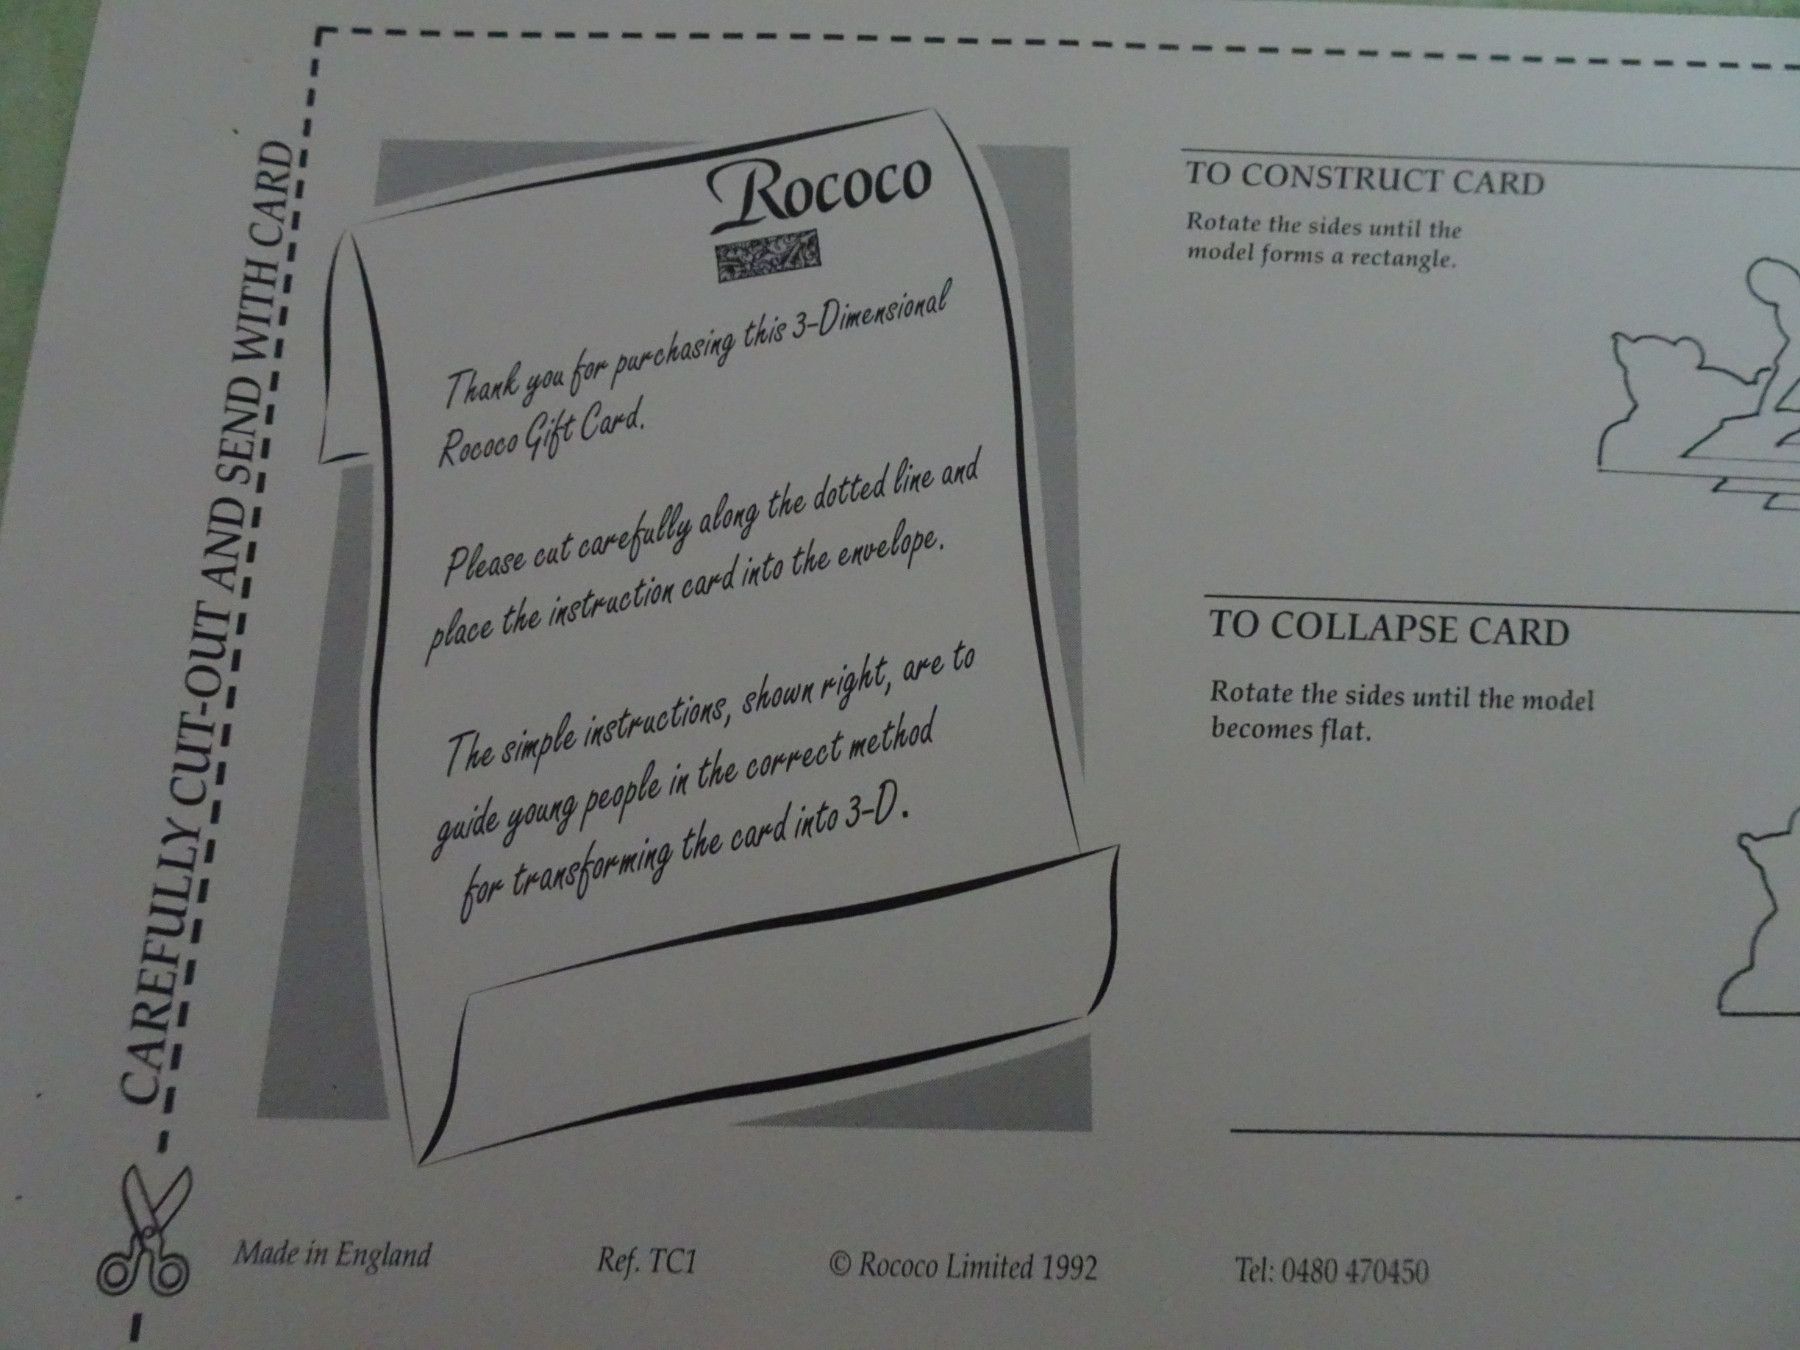 CAREFULLY CUT-OUT AND SEND WITH CARD
Rococo
Thank you for purchasing this 3-Dimensional
Rococo Gift Card.
Please cut carefully along the dotted line and
place the instruction card into the envelope.
The simple instructions, shown right, are to
guide young people in the correct method
for transforming the card into 3-D.
TO CONSTRUCT CARD
Rotate the sides until the
model forms a rectangle.
TO COLLAPSE CARD
Rotate the sides until the model
becomes flat.
Made in England
Ref. TC1
© Rococo Limited 1992
Tel: 0480 470450